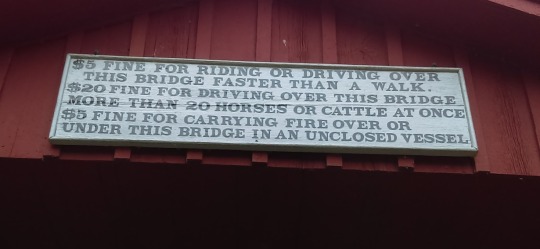 $5 FINE FOR RIDING OR DRIVING OVER
THIS BRIDGE FASTER THAN A WALK.
$20 FINE FOR DRIVING OVER THIS BRIDGE
MORE THAN 20 HORSES OR CATTLE AT ONCE
$5 FINE FOR CARRYING FIRE OVER OR
UNDER THIS BRIDGE IN AN UNCLOSED VESSEL